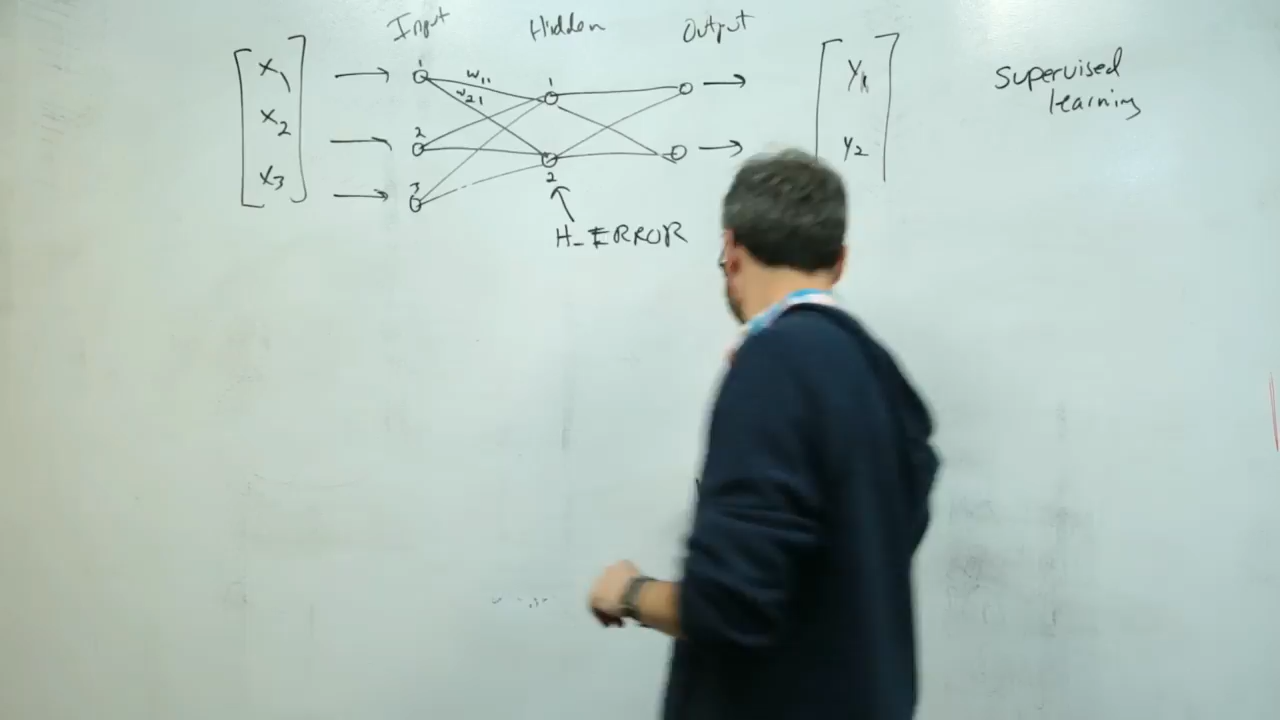 Input Hidden Output
x1
x2
x3
1
2
3
w11
w21
1
2
H_ERROR
y1
y2
Supervised
learning